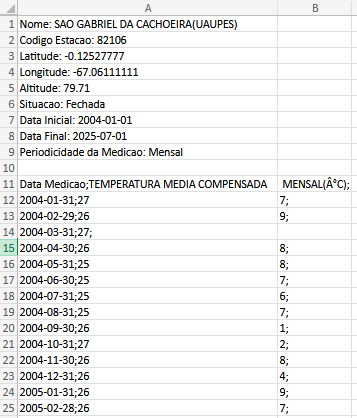 A B
1 Nome: SAO GABRIEL DA CACHOEIRA(UAUPES)
2 Codigo Estacao: 82106
3 Latitude: -0.12527777
4 Longitude: -67.06111111
5 Altitude: 79.71
6 Situacao: Fechada
7 Data Inicial: 2004-01-01
8 Data Final: 2025-07-01
9 Periodicidade da Medicao: Mensal
10
11 Data Medicao;TEMPERATURA MEDIA COMPENSADA MENSAL(Â°C);
12 2004-01-31;27 7;
13 2004-02-29;26 9;
14 2004-03-31;;
15 2004-04-30;26 8;
16 2004-05-31;25 8;
17 2004-06-30;25 7;
18 2004-07-31;25 6;
19 2004-08-31;25 7;
20 2004-09-30;26 1;
21 2004-10-31;27 2;
22 2004-11-30;26 8;
23 2004-12-31;26 4;
24 2005-01-31;26 9;
25 2005-02-28;26 7;